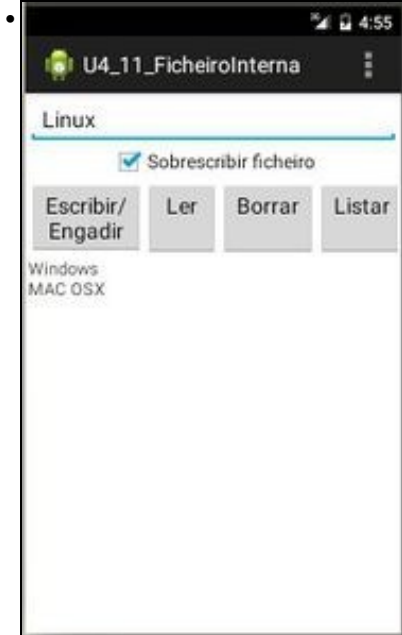 4:55
U4_11_FicheiroInterna
Linux
Sobrescribir ficheiro
Escribir/
Engadir
Ler
Borrar
Listar
Windows
MAC OSX